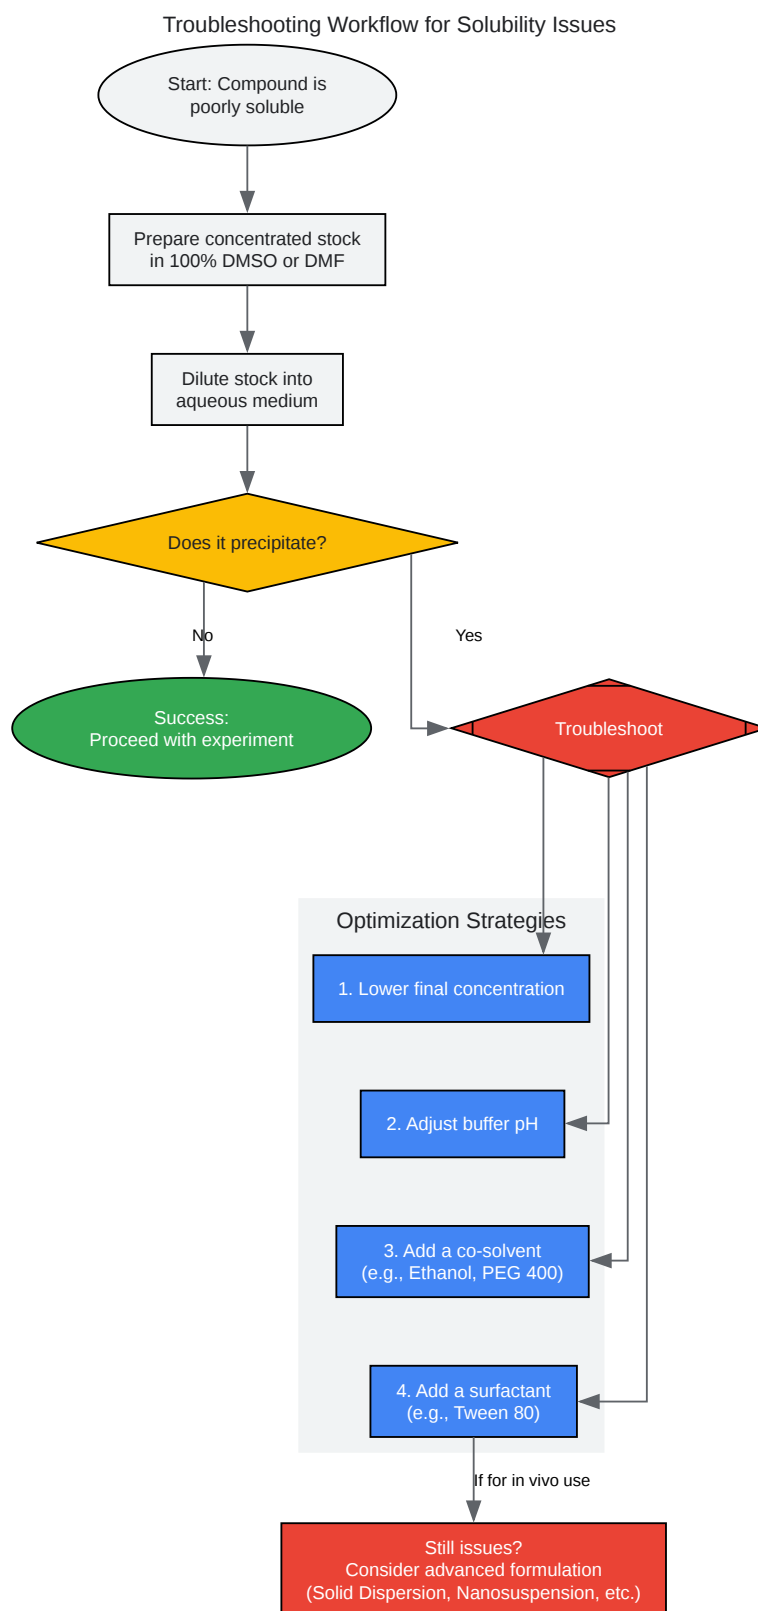 Troubleshooting Workflow for Solubility Issues
Start: Compound is
poorly soluble
Prepare concentrated stock
in 100% DMSO or DMF
Dilute stock into
aqueous medium
Does it precipitate?
No
Yes
Success:
Proceed with experiment
Troubleshoot
Optimization Strategies
1. Lower final concentration
2. Adjust buffer pH
3. Add a co-solvent
(e.g., Ethanol, PEG 400)
4. Add a surfactant
(e.g., Tween 80)
If for in vivo use
Still issues?
Consider advanced formulation
(Solid Dispersion, Nanosuspension, etc.)